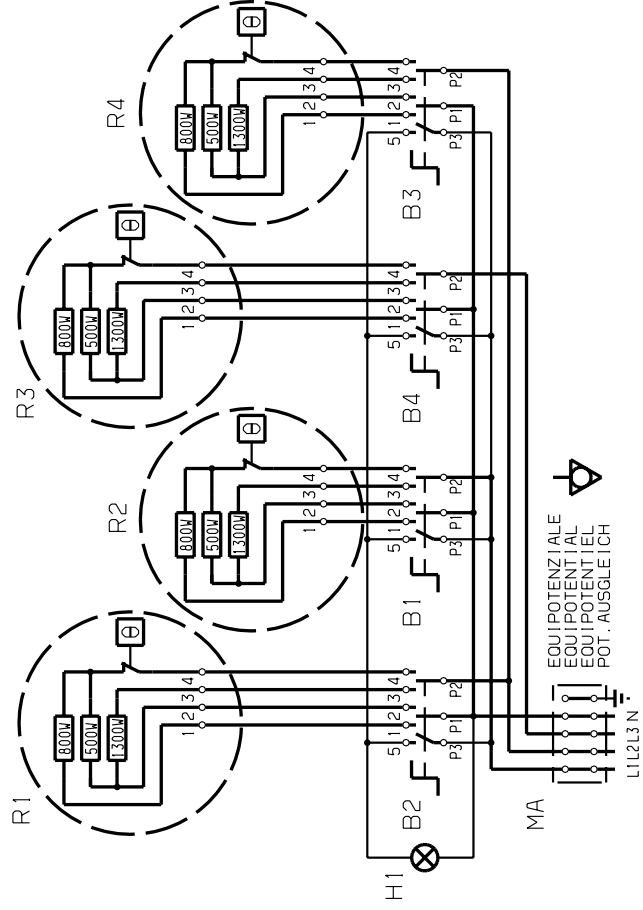 R4
θ
800W
500W
1300W
4
3
2
1
4
3
2
1
5
P2
P1
P3
B3
R3
θ
800W
500W
1300W
4
3
2
1
4
3
2
1
5
P2
P1
P3
B4
R2
θ
800W
500W
1300W
4
3
2
1
4
3
2
1
5
P2
P1
P3
B1
R1
θ
800W
500W
1300W
4
3
2
1
4
3
2
1
5
P2
P1
P3
B2
H1
MA
L1L2L3 N
EQUIPOTENZIALE
EQUIPOTENTIAL
EQUIPOTENTIEL
POT. AUSGLEICH